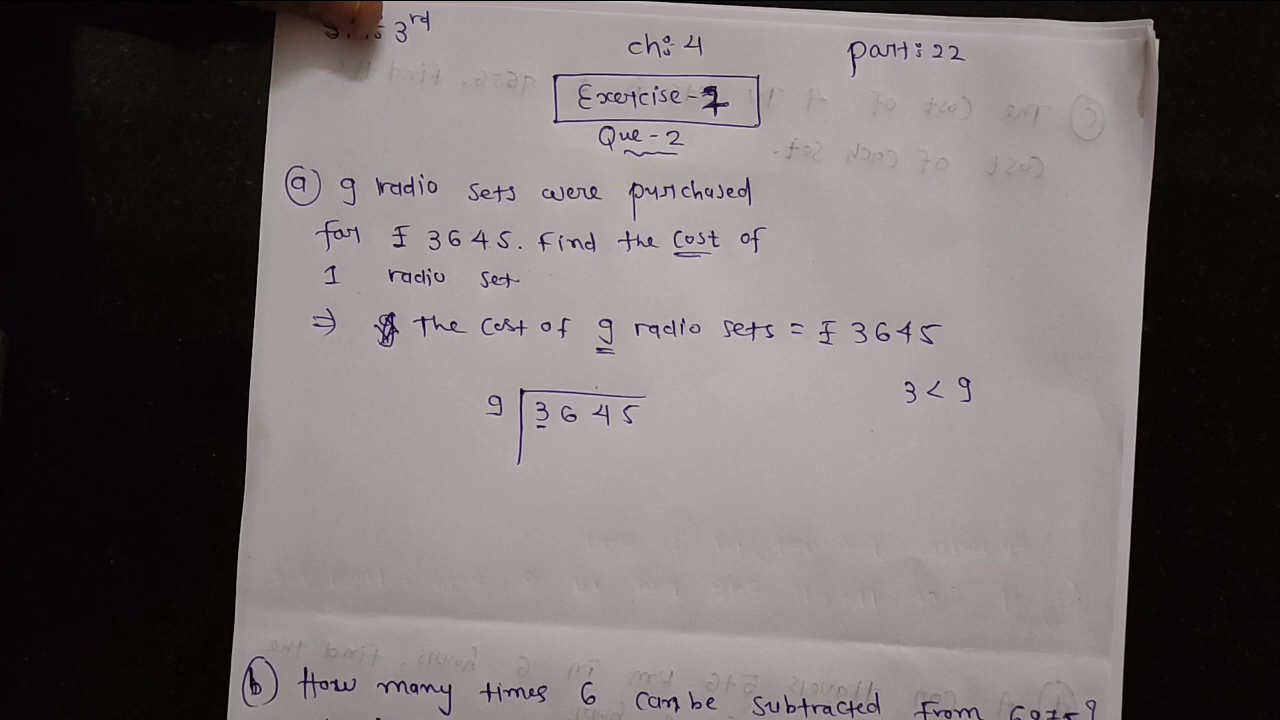 3rd
ch: 4
part: 22
Exercise-1
Que-2
(a) 9 radio sets were purchased
for ₹ 3645. Find the cost of
1 radio set
⇒ The cost of 9 radio sets = ₹ 3645
3 < 9
9 3645
(b) How many times 6 can be subtracted from